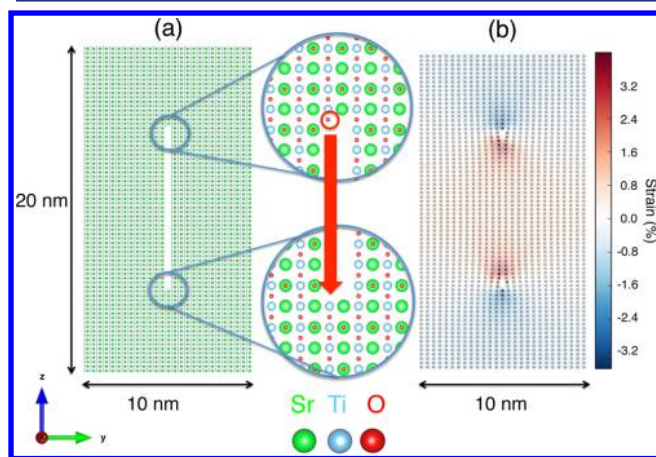 (a)
(b)
20 nm
10 nm
10 nm
z
y
Sr Ti O
3.2
2.4
1.6
0.8
0.0
-0.8
-1.6
-2.4
-3.2
Strain (%)